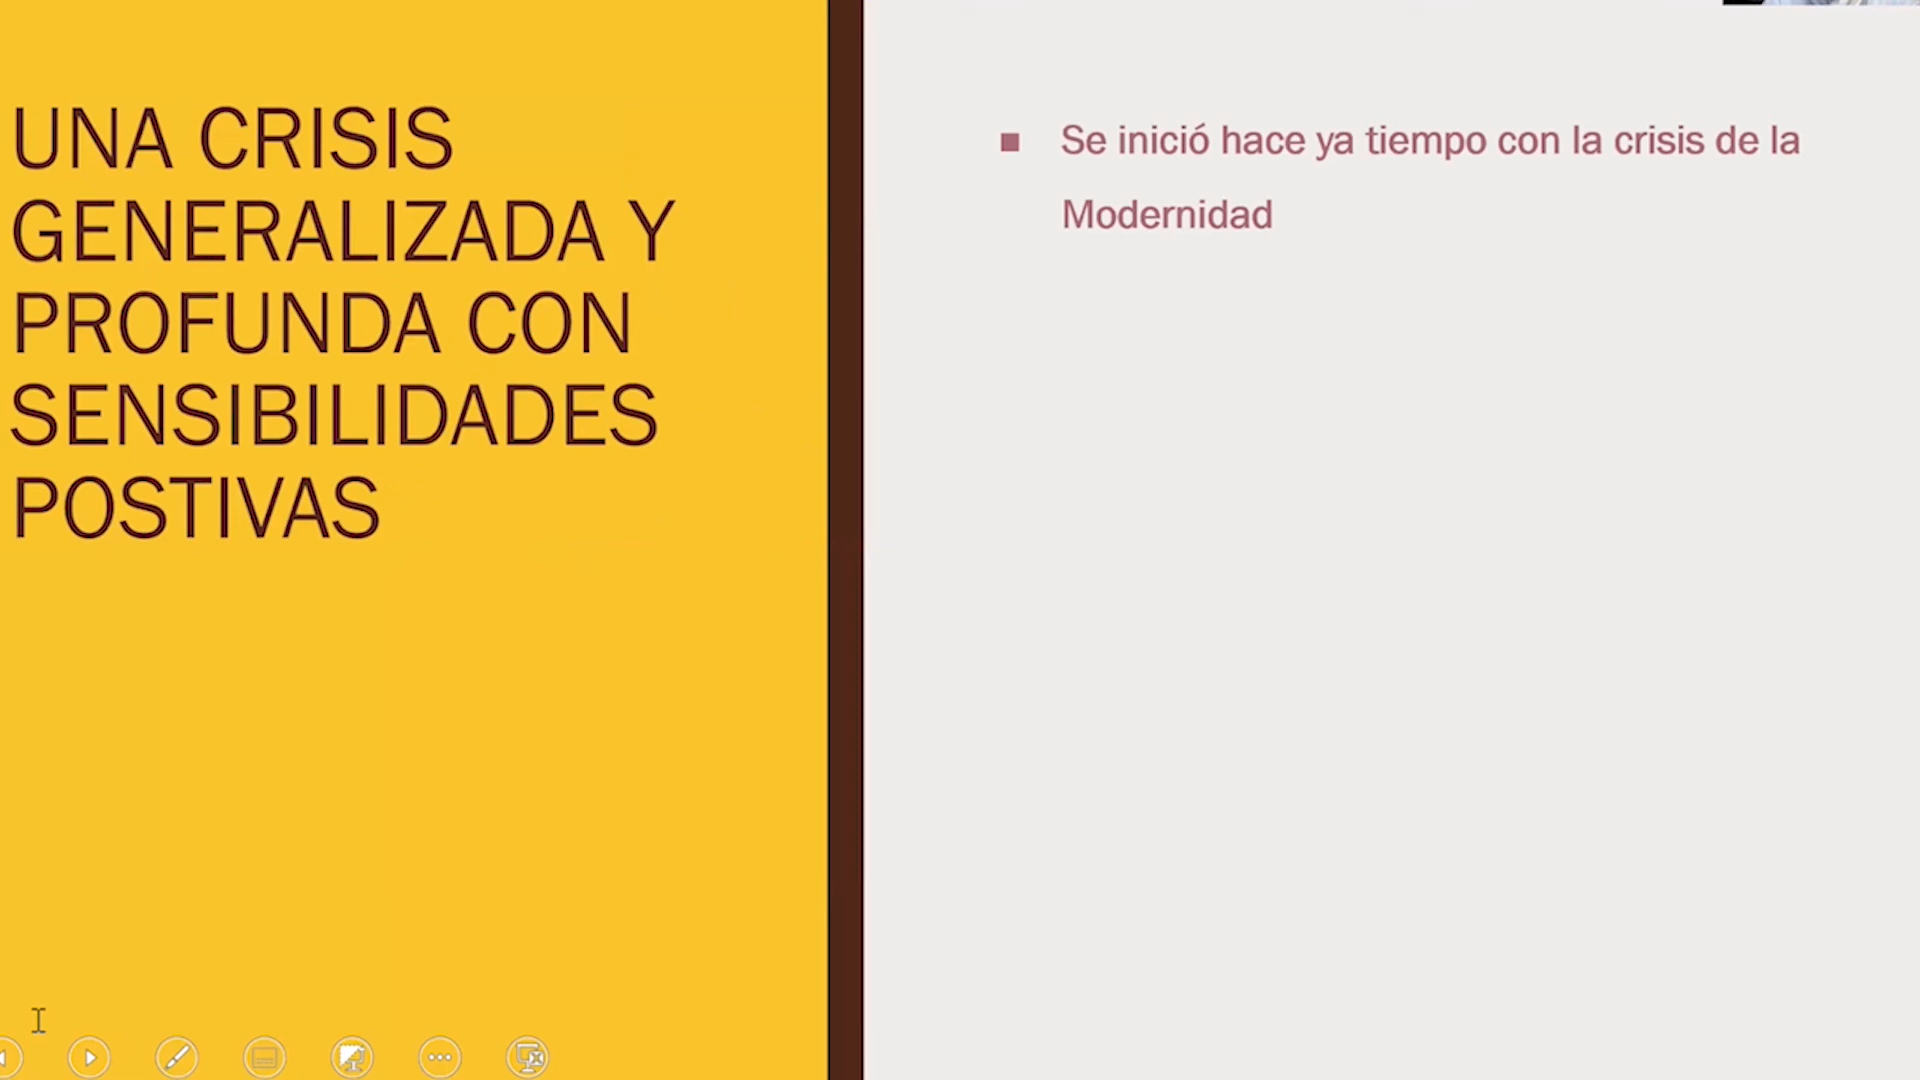 UNA CRISIS
GENERALIZADA Y
PROFUNDA CON
SENSIBILIDADES
POSTIVAS
Se inició hace ya tiempo con la crisis de la
Modernidad